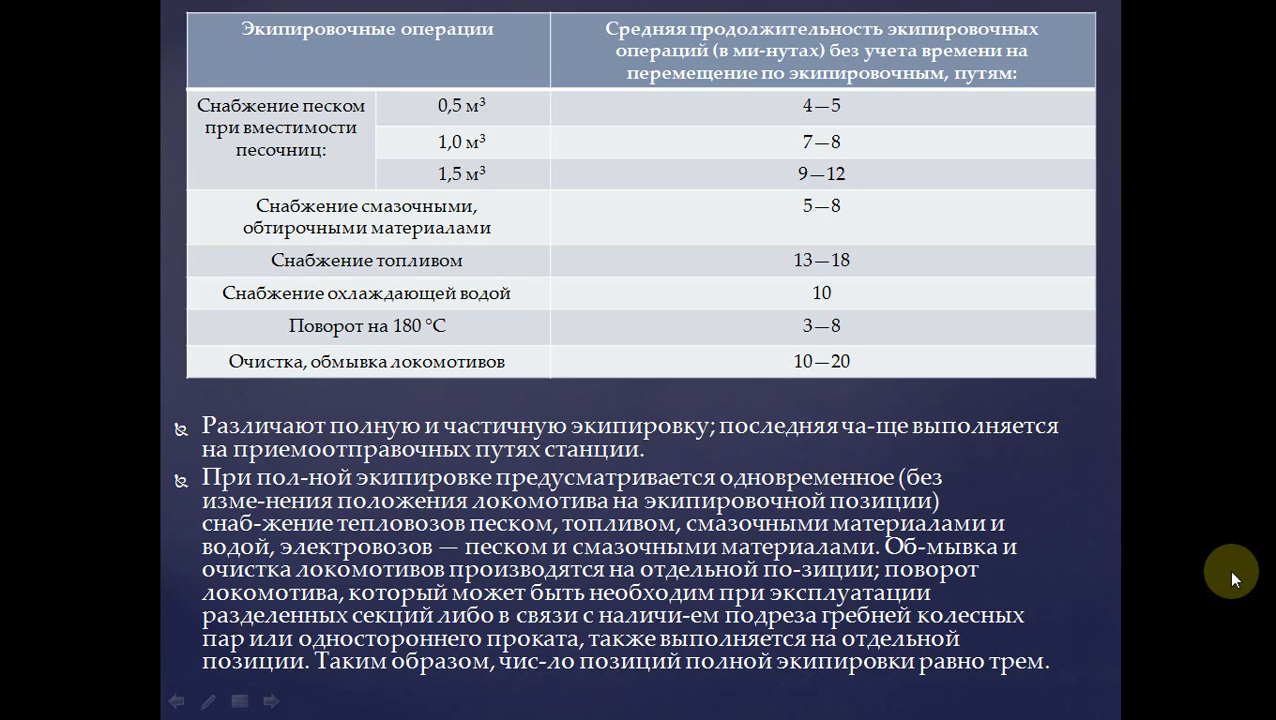 Экипировочные операции
Средняя продолжительность экипировочных
операций (в ми-нутах) без учета времени на
перемещение по экипировочным, путям:
Снабжение песком
при вместимости
песочниц:
0,5 м³
4—5
1,0 м³
7—8
1,5 м³
9—12
Снабжение смазочными,
обтирочными материалами
5—8
Снабжение топливом
13—18
Снабжение охлаждающей водой
10
Поворот на 180 °С
3—8
Очистка, обмывка локомотивов
10—20
Различают полную и частичную экипировку; последняя ча-ще выполняется
на приемоотправочных путях станции.
При пол-ной экипировке предусматривается одновременное (без
изме-нения положения локомотива на экипировочной позиции)
снаб-жение тепловозов песком, топливом, смазочными материалами и
водой, электровозов — песком и смазочными материалами. Об-мывка и
очистка локомотивов производятся на отдельной по-зиции; поворот
локомотива, который может быть необходим при эксплуатации
разделенных секций либо в связи с наличи-ем подреза гребней колесных
пар или одностороннего проката, также выполняется на отдельной
позиции. Таким образом, чис-ло позиций полной экипировки равно трем.